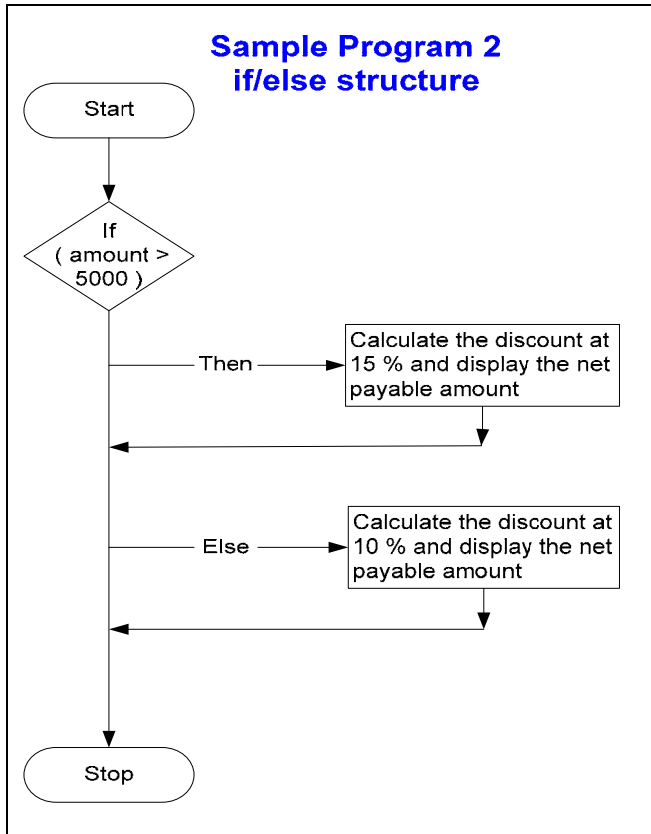 Sample Program 2
if/else structure
Start
If
( amount >
5000 )
Then
Calculate the discount at
15 % and display the net
payable amount
Else
Calculate the discount at
10 % and display the net
payable amount
Stop